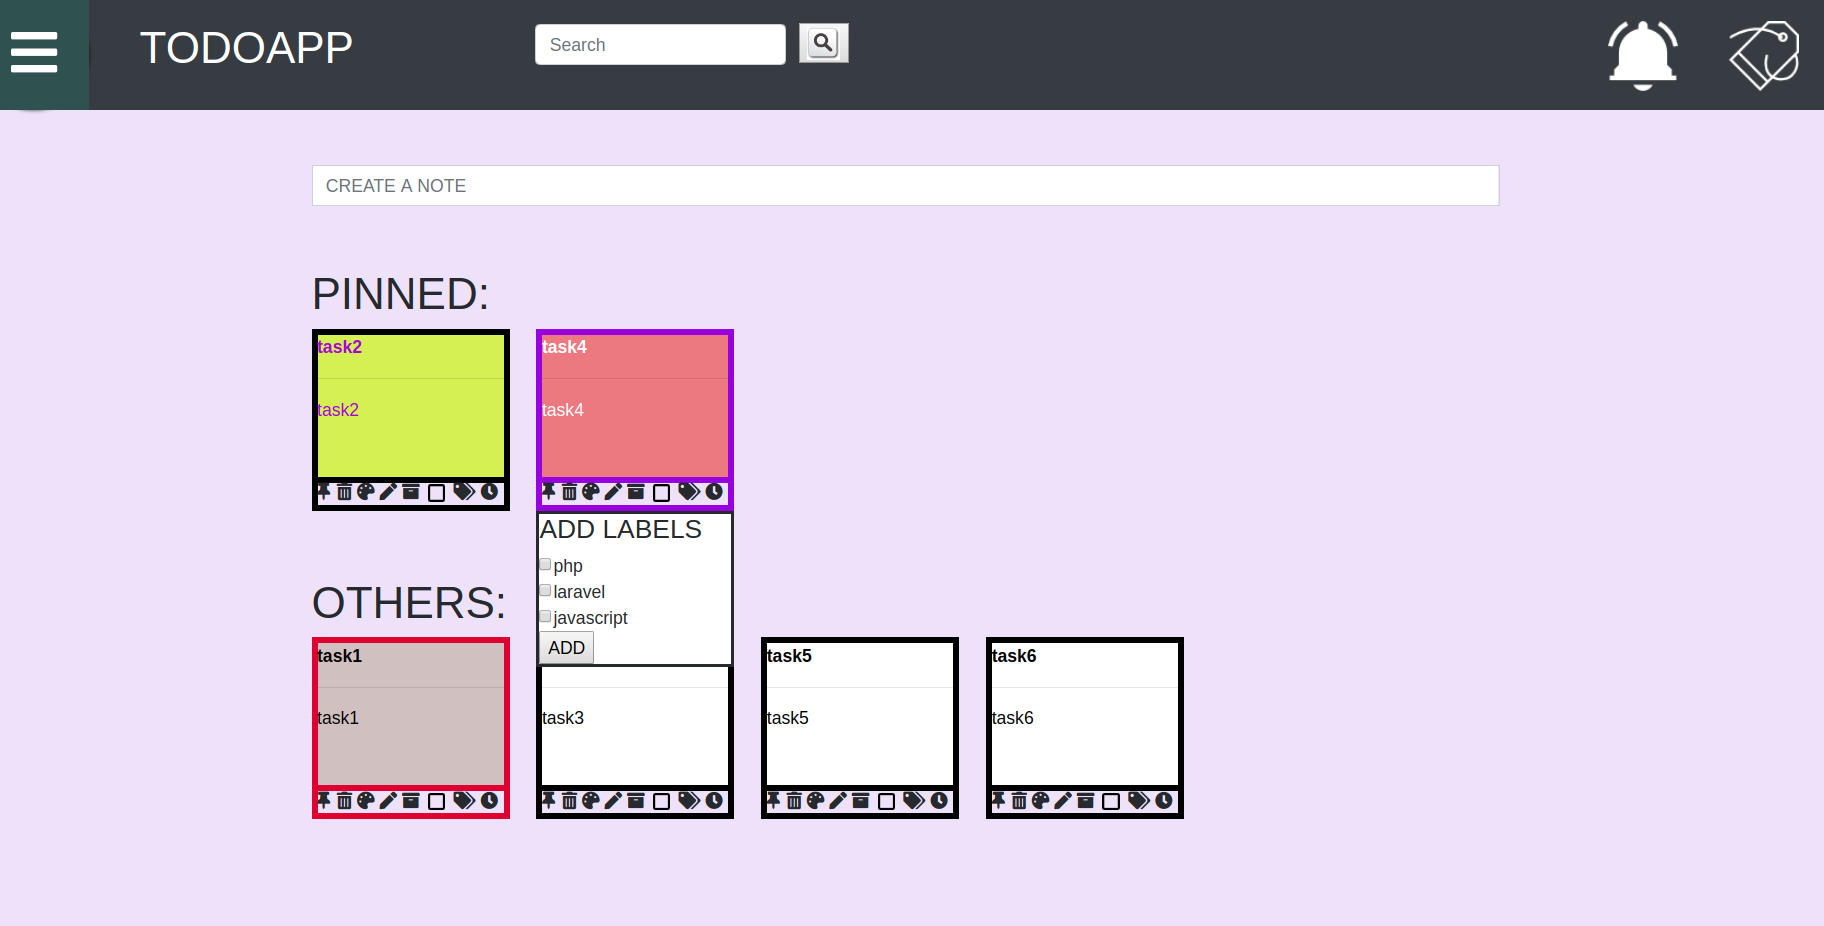 TODOAPP
Search
CREATE A NOTE
PINNED:
task2
task2
task4
task4
ADD LABELS
php
laravel
javascript
ADD
OTHERS:
task1
task1
task3
task5
task5
task6
task6